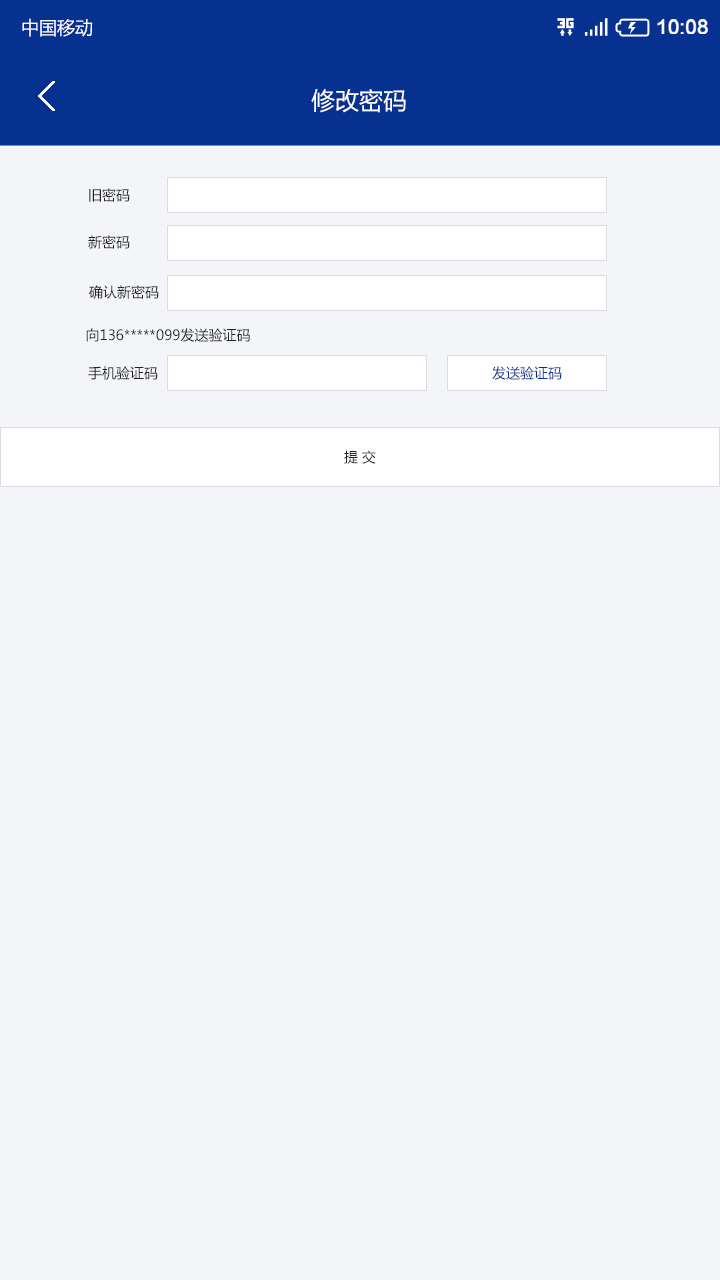 中国移动 3G 10:08
修改密码
旧密码
新密码
确认新密码
向136*****099发送验证码
手机验证码 发送验证码
提 交